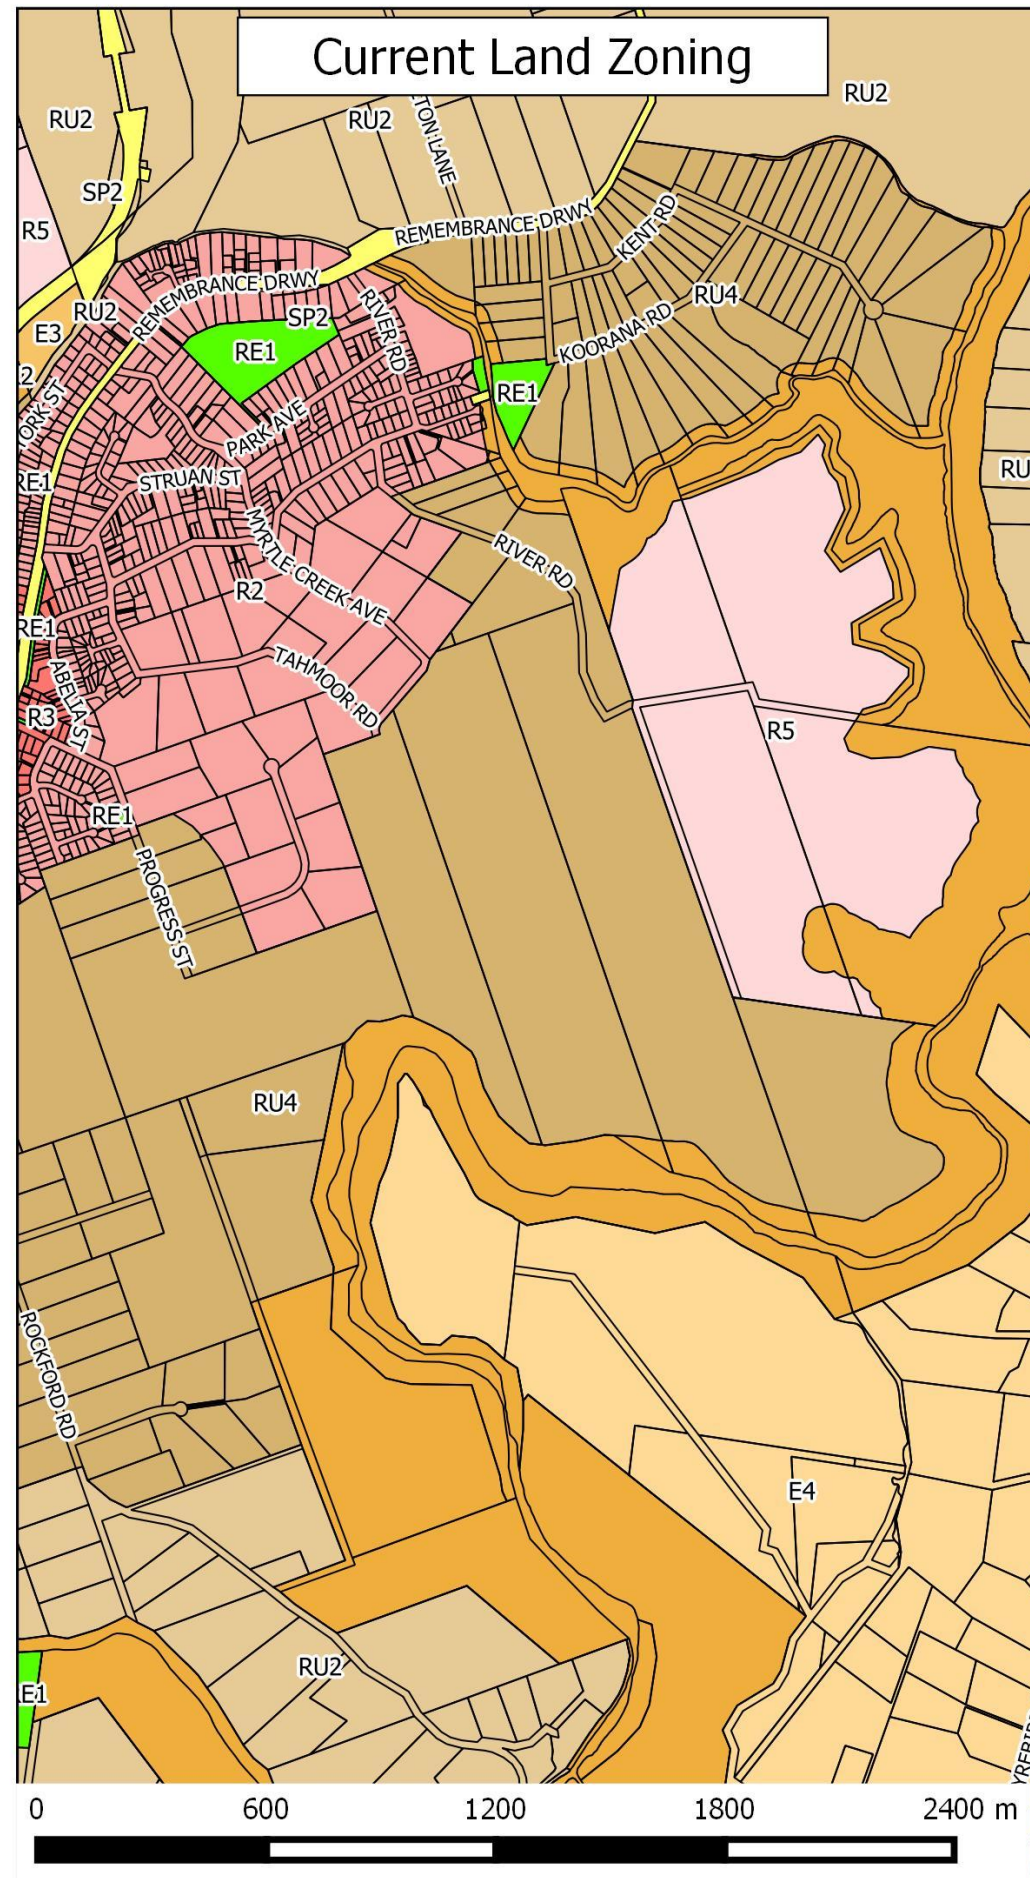 Current Land Zoning
RU2
RU2
RU2
TON LANE
SP2
R5
REMEMBRANCE DRWY
KENT RD
REMEMBRANCE DRWY
RU4
RU2
SP2
RIVER RD
E3
RE1
KOORANA RD
RE1
YORK ST
PARK AVE
RU
RE1
STRUAN ST
RIVER RD
MYRTLE CREEK AVE
R2
RE1
TAHMOOR RD
ABELIA ST
R3
R5
RE1
PROGRESS ST
RU4
ROCKFORD RD
E4
RU2
RE1
0 600 1200 1800 2400 m